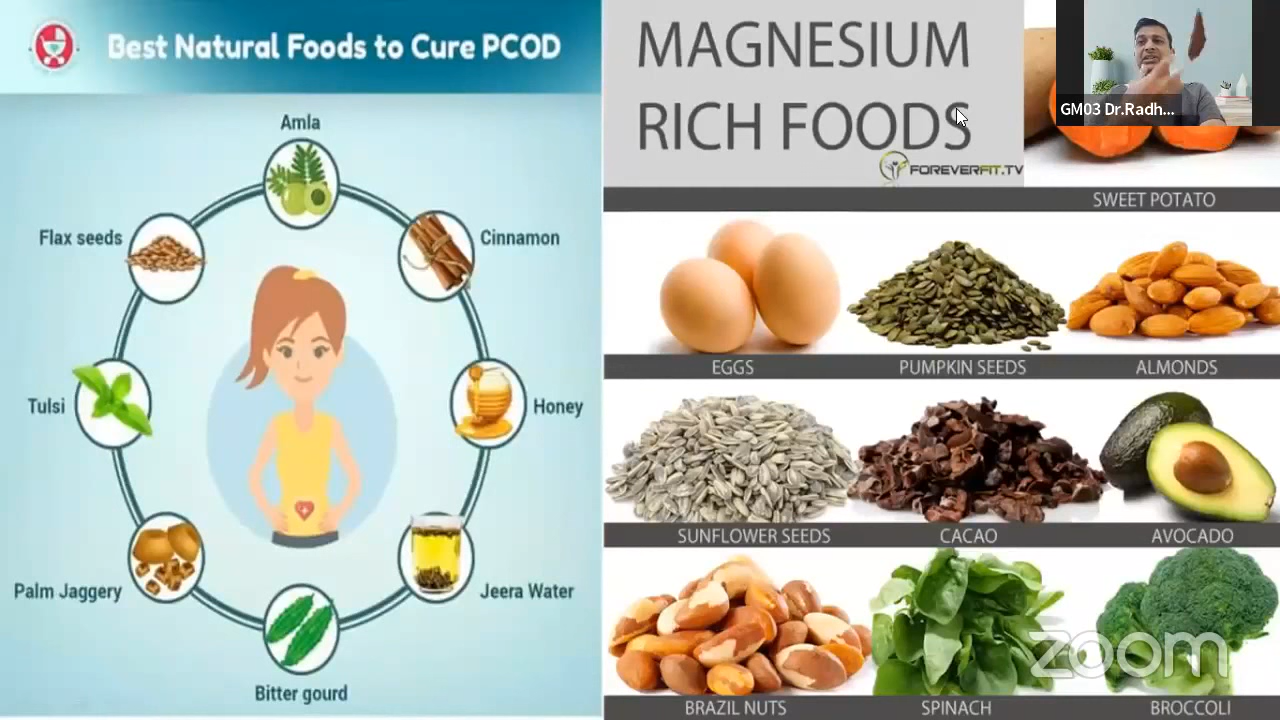 Best Natural Foods to Cure PCOD
Amla
Flax seeds
Cinnamon
Tulsi
Honey
Palm Jaggery
Jeera Water
Bitter gourd
MAGNESIUM
RICH FOODS
FOREVERFIT.TV
GM03 Dr.Radh...
SWEET POTATO
EGGS
PUMPKIN SEEDS
ALMONDS
SUNFLOWER SEEDS
CACAO
AVOCADO
BRAZIL NUTS
SPINACH
BROCCOLI
zoom